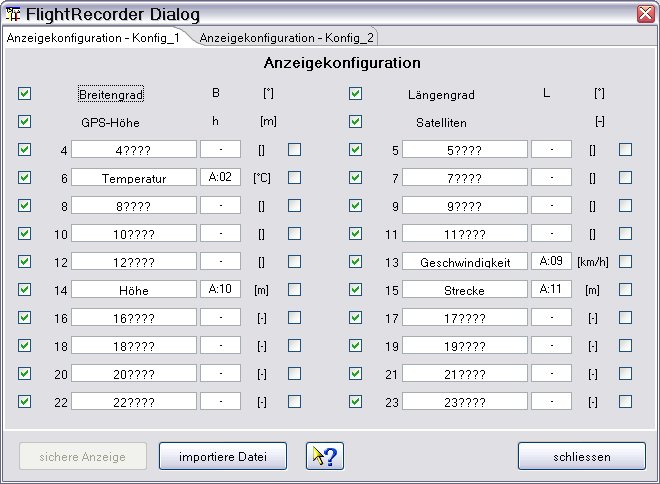 FlightRecorder Dialog
Anzeigekonfiguration - Konfig_1 Anzeigekonfiguration - Konfig_2
Anzeigekonfiguration
Breitengrad B [°] Längengrad L [°]
GPS-Höhe h [m] Satelliten [-]
4 4???? - [] 5 5???? - []
6 Temperatur A:02 [°C] 7 7???? - []
8 8???? - [] 9 9???? - []
10 10???? - [] 11 11???? - []
12 12???? - [] 13 Geschwindigkeit A:09 [km/h]
14 Höhe A:10 [m] 15 Strecke A:11 [m]
16 16???? - [-] 17 17???? - [-]
18 18???? - [-] 19 19???? - [-]
20 20???? - [-] 21 21???? - [-]
22 22???? - [-] 23 23???? - [-]
sichere Anzeige importiere Datei ? schliessen